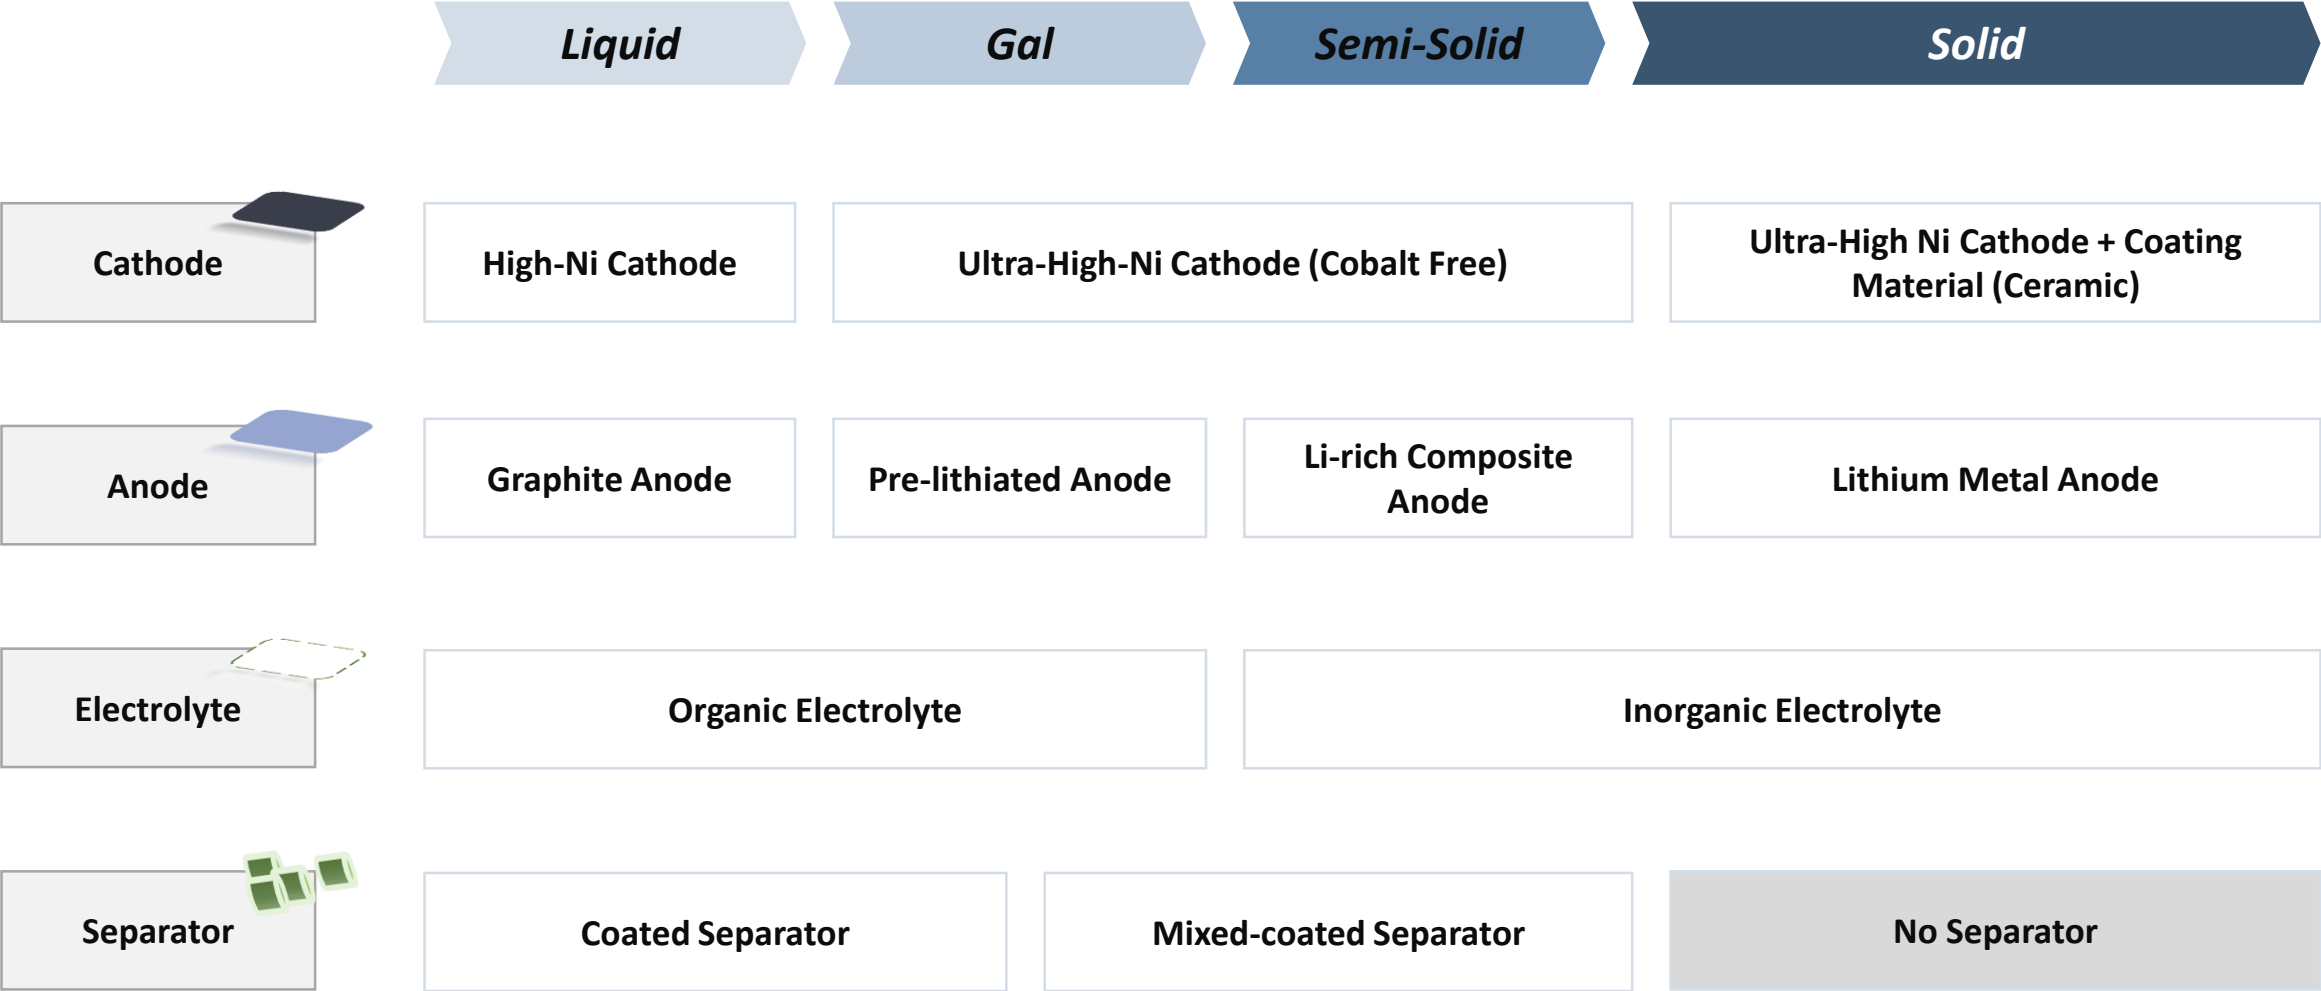 Liquid
Gal
Semi-Solid
Solid
Cathode
High-Ni Cathode
Ultra-High-Ni Cathode (Cobalt Free)
Ultra-High Ni Cathode + Coating
Material (Ceramic)
Anode
Graphite Anode
Pre-lithiated Anode
Li-rich Composite
Anode
Lithium Metal Anode
Electrolyte
Organic Electrolyte
Inorganic Electrolyte
Separator
Coated Separator
Mixed-coated Separator
No Separator